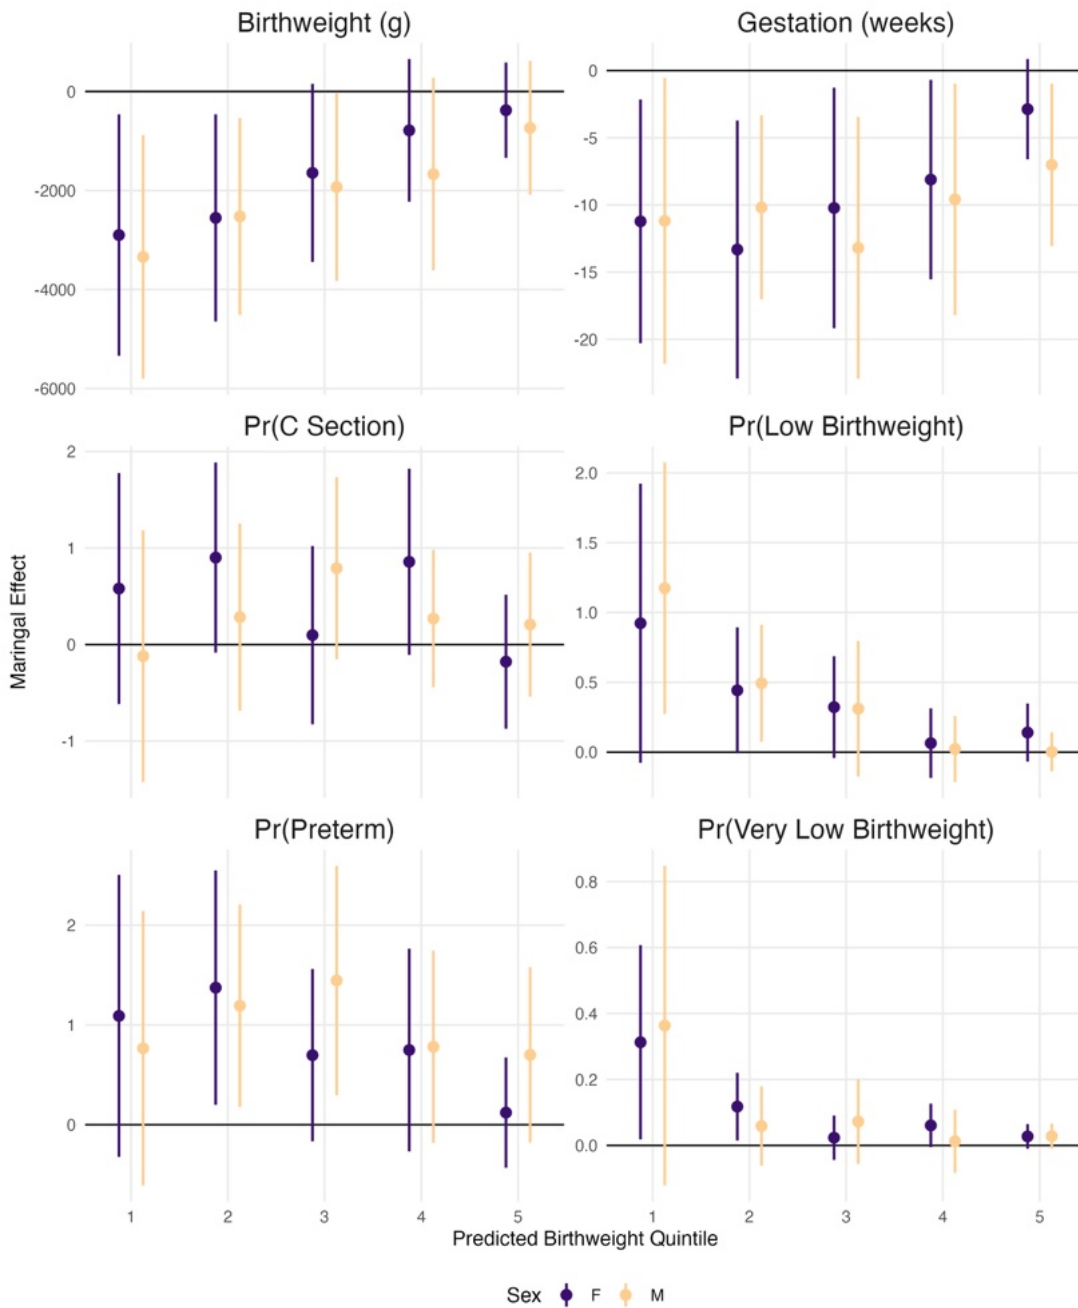 Birthweight (g)
Gestation (weeks)
0
-2000
-4000
-6000
0
-5
-10
-15
-20
Pr(C Section)
Pr(Low Birthweight)
2
1
0
-1
2.0
1.5
1.0
0.5
0.0
Maringal Effect
Pr(Preterm)
Pr(Very Low Birthweight)
2
1
0
0.8
0.6
0.4
0.2
0.0
1 2 3 4 5
1 2 3 4 5
Predicted Birthweight Quintile
Sex F M